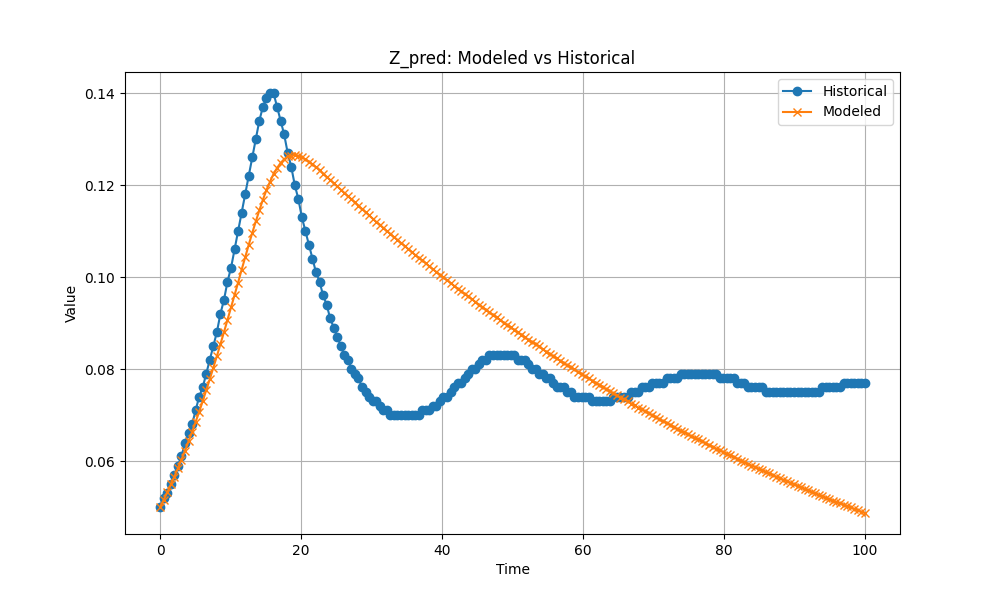 Z_pred: Modeled vs Historical
Historical
Modeled
Value
0.14
0.12
0.10
0.08
0.06
0
20
40
60
80
100
Time